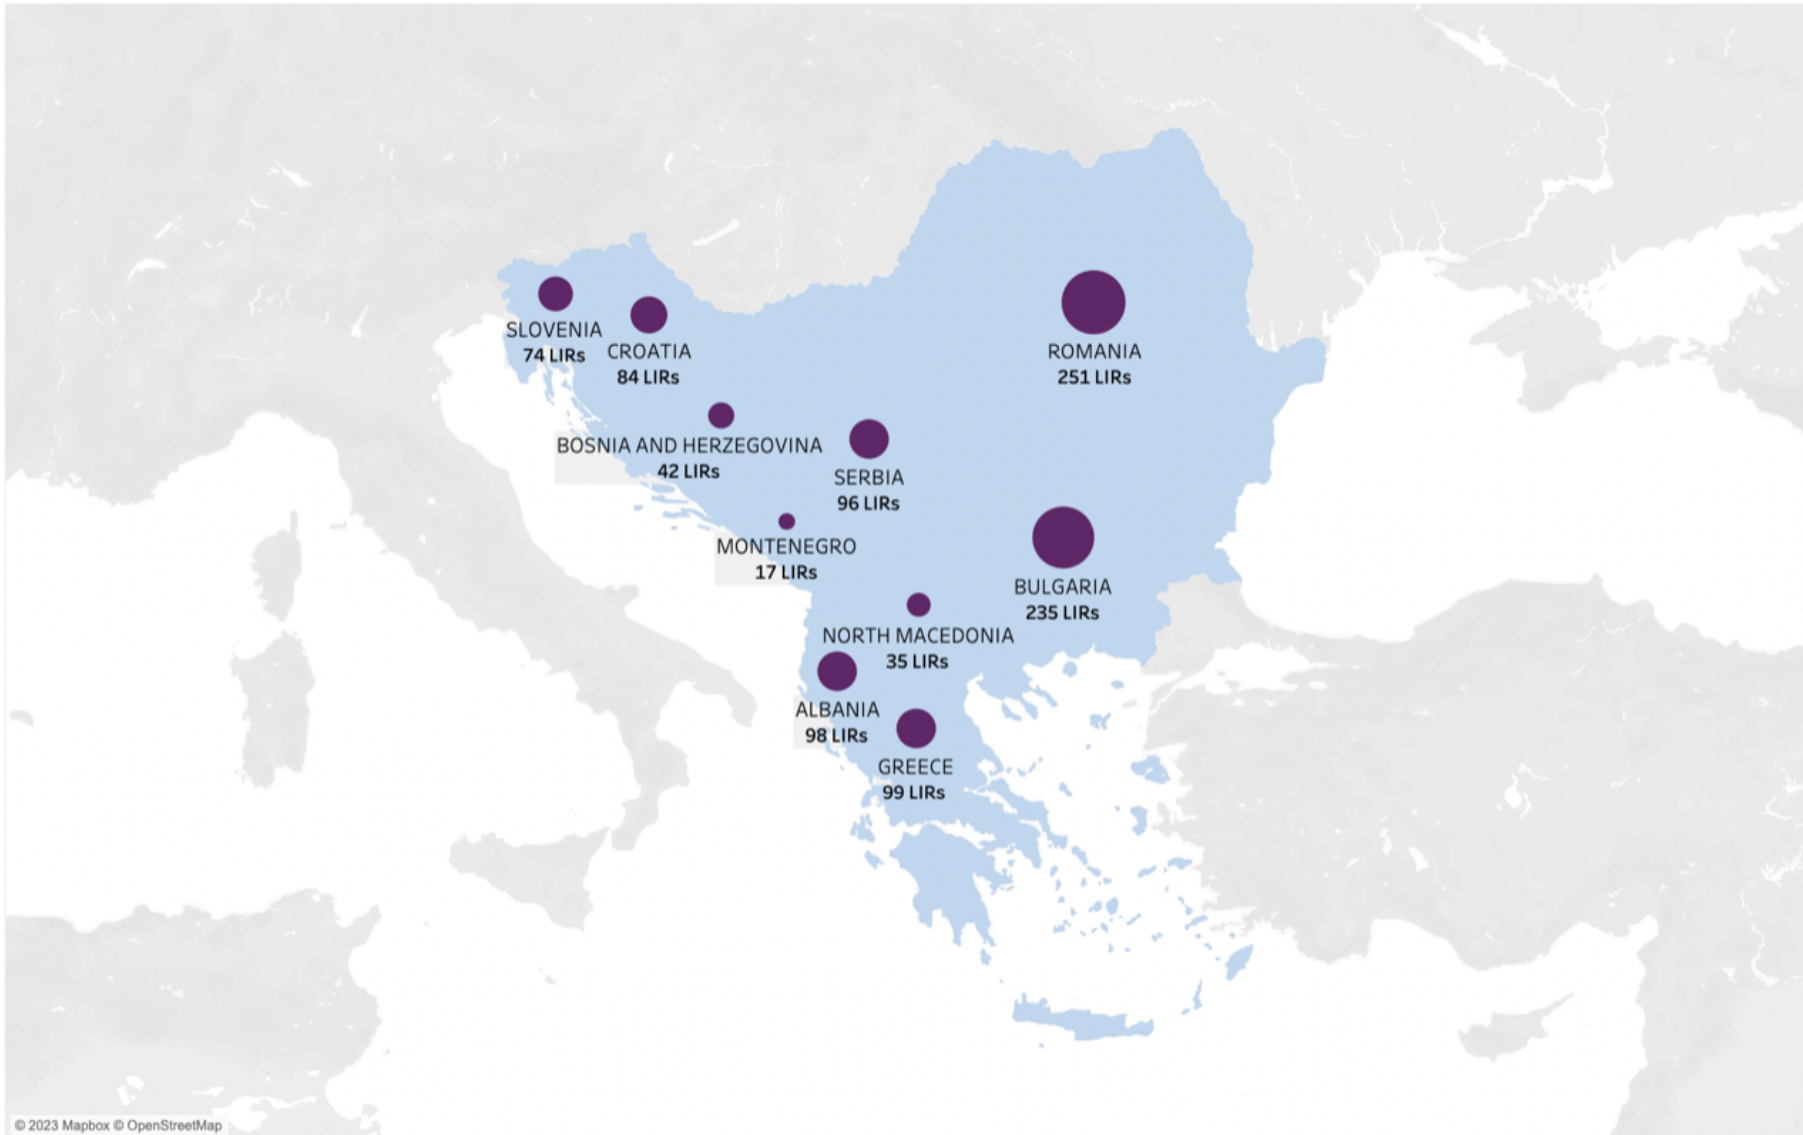 SLOVENIA
74 LIRs
CROATIA
84 LIRs
ROMANIA
251 LIRs
BOSNIA AND HERZEGOVINA
42 LIRs
SERBIA
96 LIRs
MONTENEGRO
17 LIRs
BULGARIA
235 LIRs
NORTH MACEDONIA
35 LIRs
ALBANIA
98 LIRs
GREECE
99 LIRs
© 2023 Mapbox © OpenStreetMap